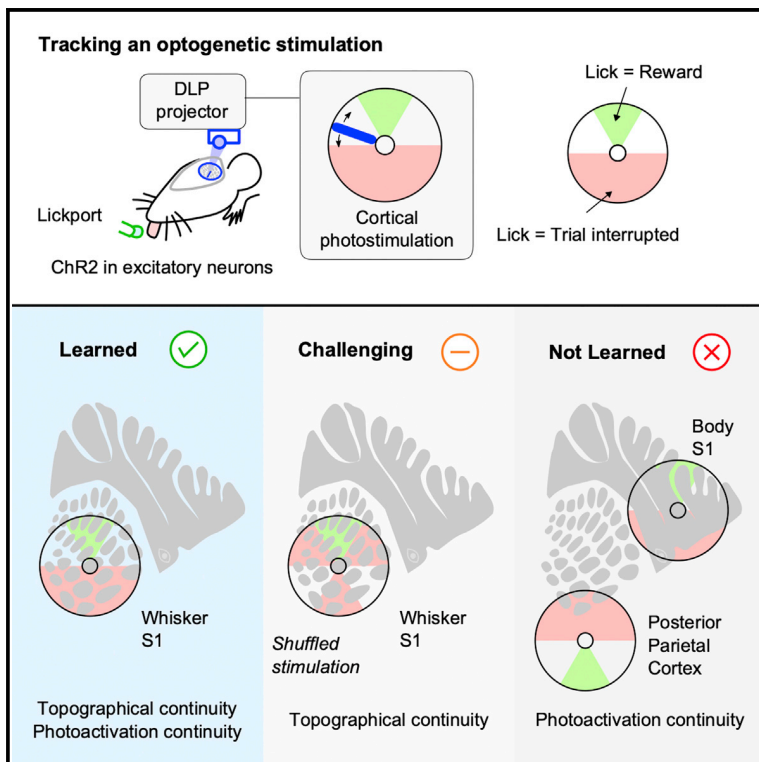 Tracking an optogenetic stimulation
DLP
projector
Lickport
ChR2 in excitatory neurons
Cortical
photostimulation
Lick = Reward
Lick = Trial interrupted
Learned
Whisker
S1
Topographical continuity
Photoactivation continuity
Challenging
Shuffled
stimulation
Whisker
S1
Topographical continuity
Not Learned
Body
S1
Posterior
Parietal
Cortex
Photoactivation continuity